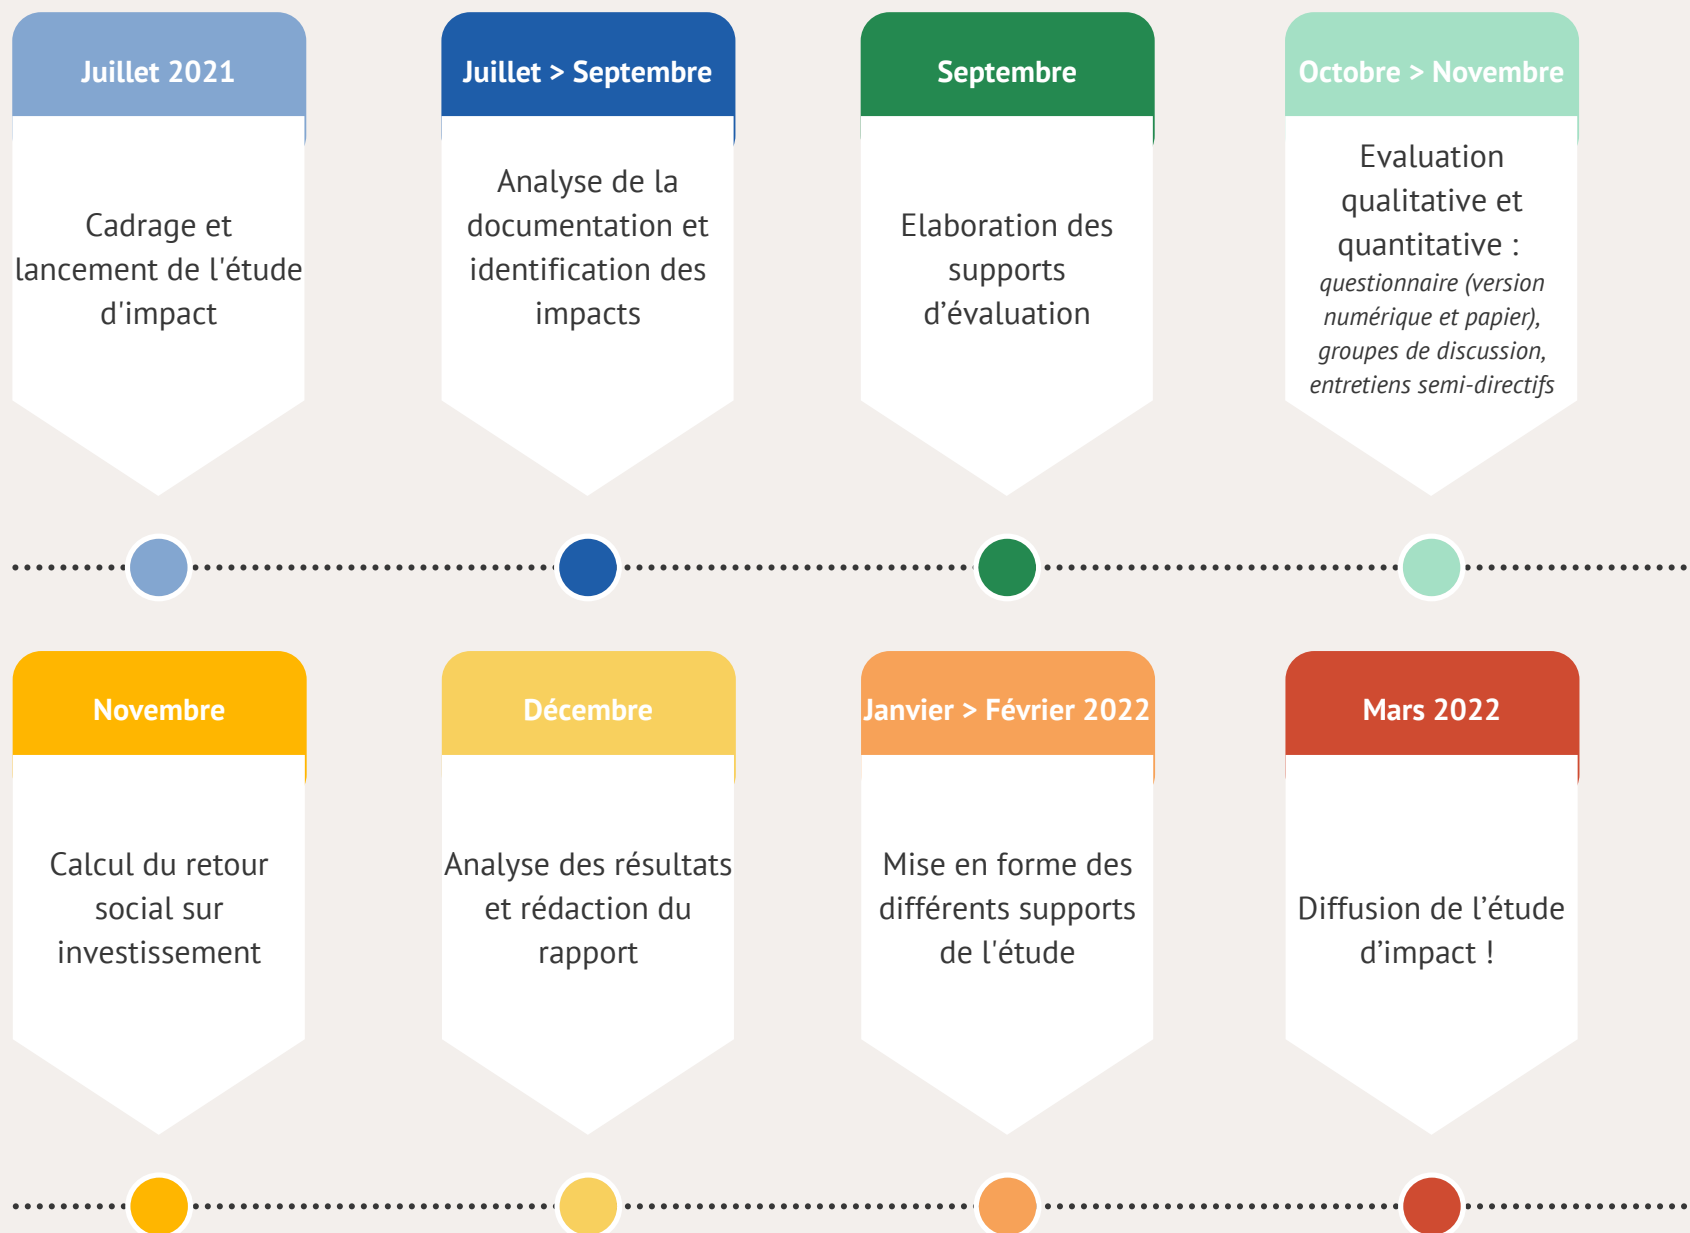 Juillet 2021
Cadrage et
lancement de l'étude
d'impact
Juillet > Septembre
Analyse de la
documentation et
identification des
impacts
Septembre
Elaboration des
supports
d’évaluation
Octobre > Novembre
Evaluation
qualitative et
quantitative :
questionnaire (version
numérique et papier),
groupes de discussion,
entretiens semi-directifs
Novembre
Calcul du retour
social sur
investissement
Décembre
Analyse des résultats
et rédaction du
rapport
Janvier > Février 2022
Mise en forme des
différents supports
de l'étude
Mars 2022
Diffusion de l’étude
d’impact !